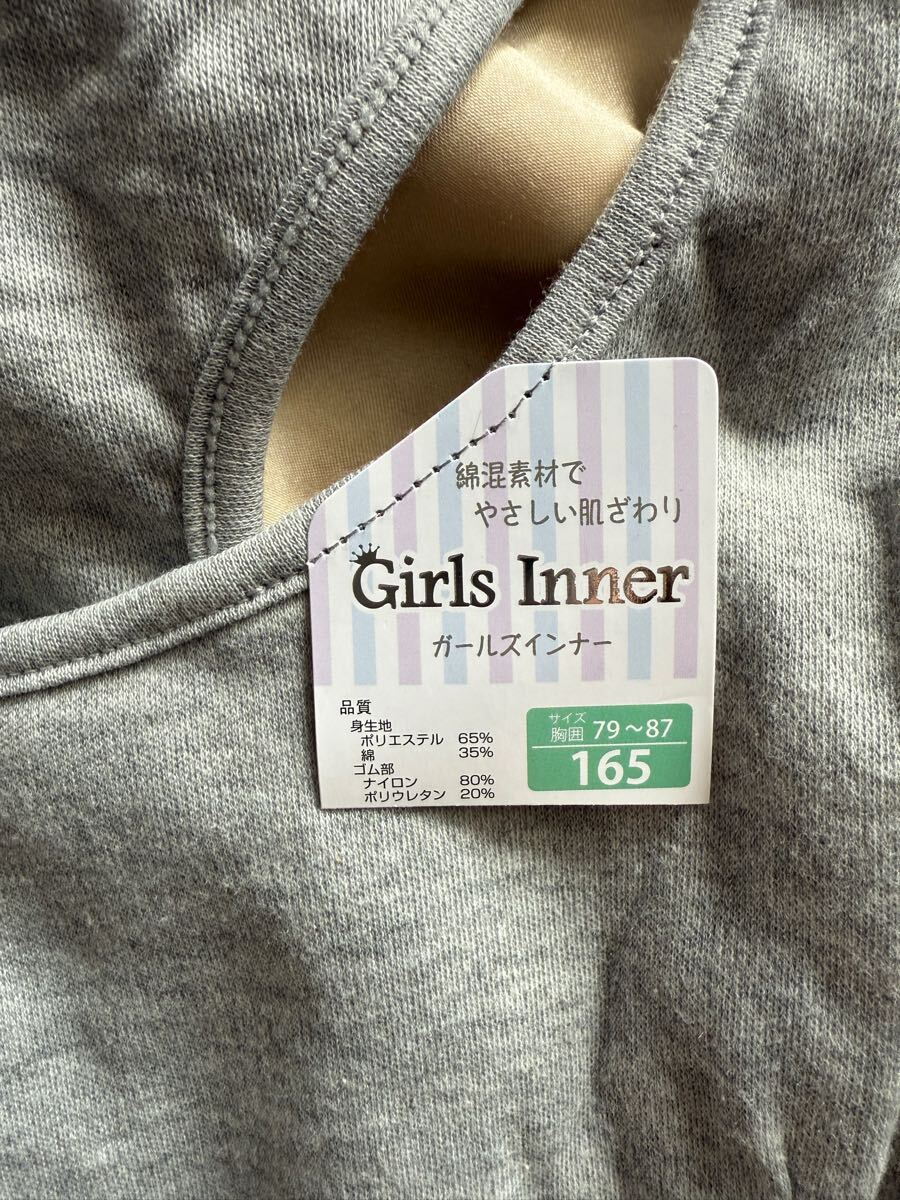 綿混素材で
やさしい肌ざわり
Girls Inner
ガールズインナー
品質
身生地
ポリエステル 65%
綿 35%
ゴム部
ナイロン 80%
ポリウレタン 20%
サイズ
胸囲 79～87
165